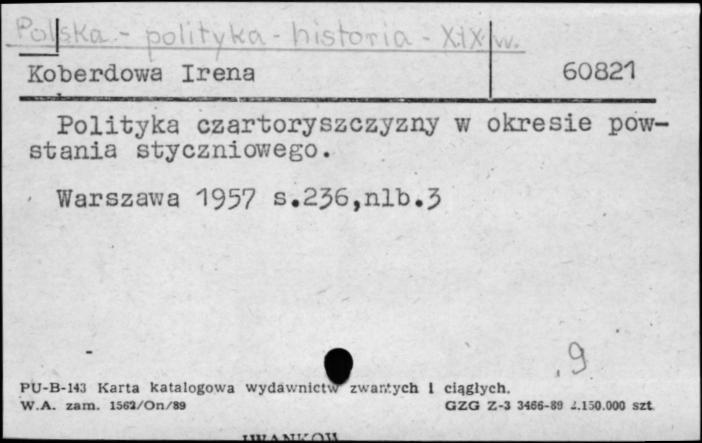 Polska - polityka - historia - XIX w.
Koberdowa Irena 60821
Polityka czartoryszczyzny w okresie pow-
stania styczniowego.
Warszawa 1957 s.236,nlb.3
9
PU-B-143 Karta katalogowa wydawnictw zwartych i ciągłych.
W.A. zam. 1562/On/89 GZG Z-3 3466-89 2.150.000 szt.